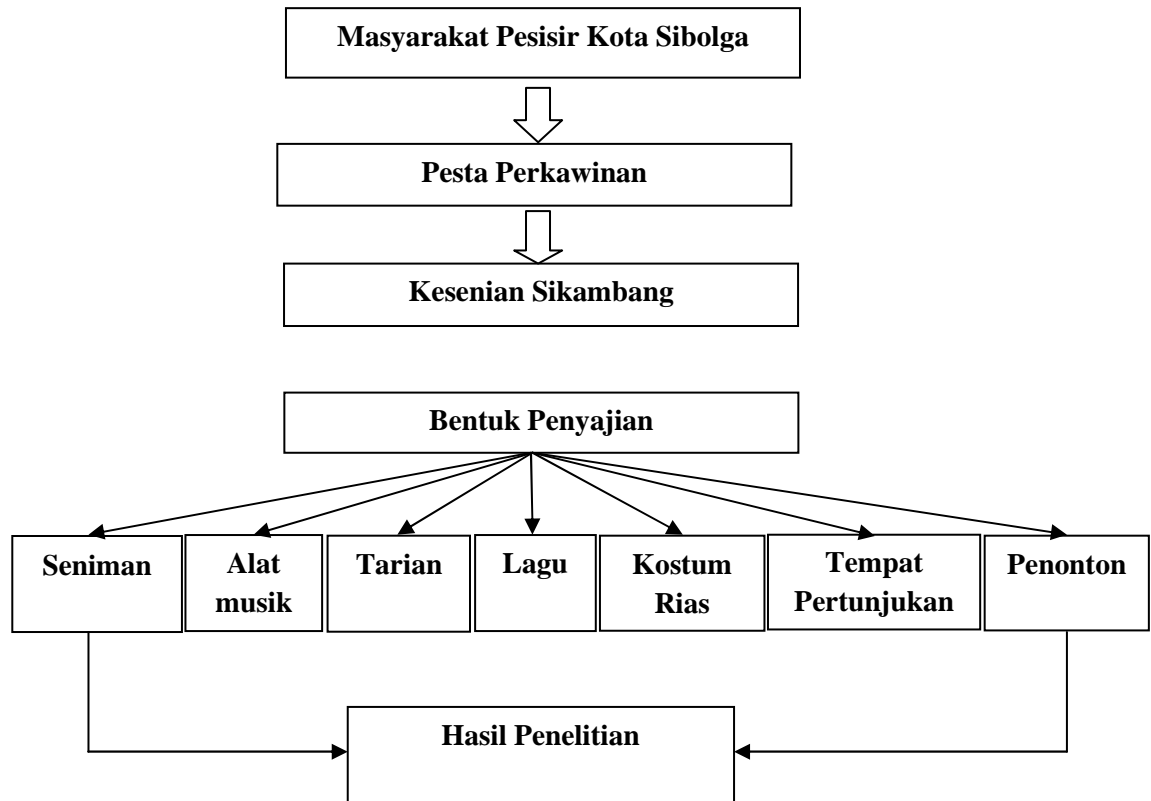 Masyarakat Pesisir Kota Sibolga
Pesta Perkawinan
Kesenian Sikambang
Bentuk Penyajian
Seniman
Alat
musik
Tarian
Lagu
Kostum
Rias
Tempat
Pertunjukan
Penonton
Hasil Penelitian